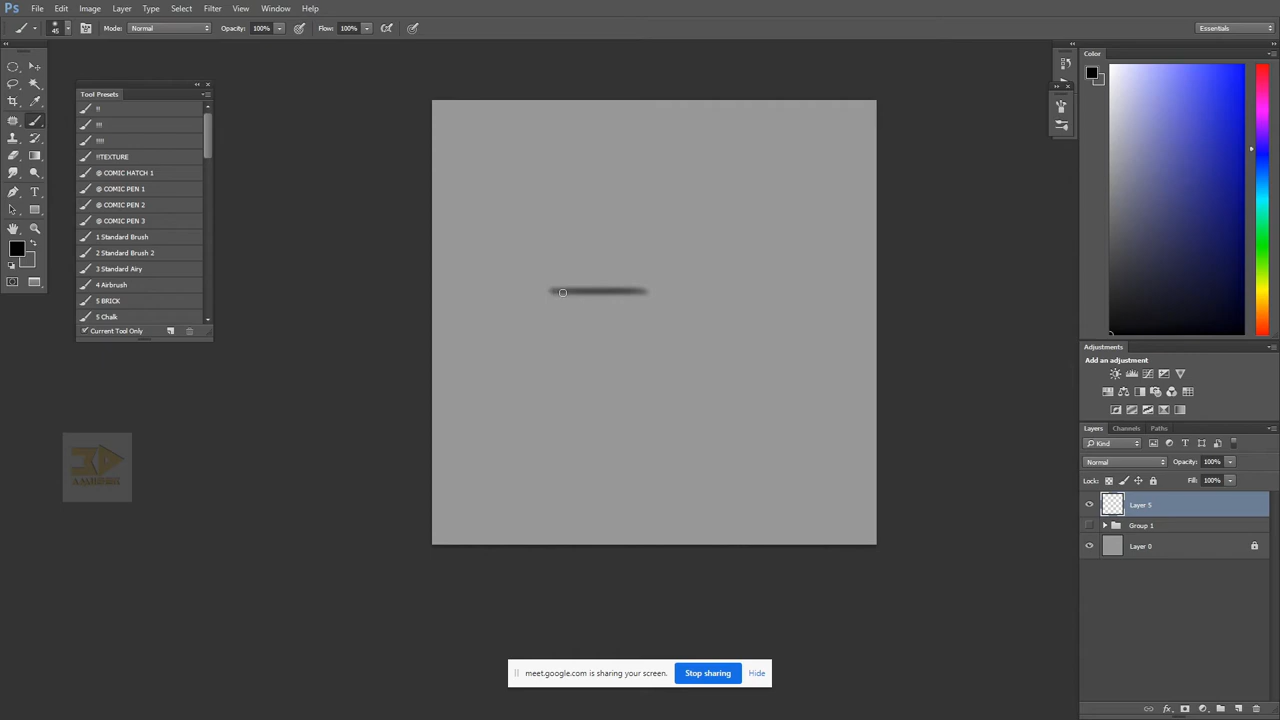 Ps File Edit Image Layer Type Select Filter View Window Help
45 Mode: Normal Opacity: 100% Flow: 100% Essentials
Color
Tool Presets
!!
!!!
!!!!
!!TEXTURE
@ COMIC HATCH 1
@ COMIC PEN 1
@ COMIC PEN 2
@ COMIC PEN 3
1 Standard Brush
2 Standard Brush 2
3 Standard Airy
4 Airbrush
5 BRICK
5 Chalk
Current Tool Only
Adjustments
Add an adjustment
Layers Channels Paths
Kind
Normal Opacity: 100%
Lock: Fill: 100%
Layer 5
Group 1
Layer 0
meet.google.com is sharing your screen. Stop sharing Hide